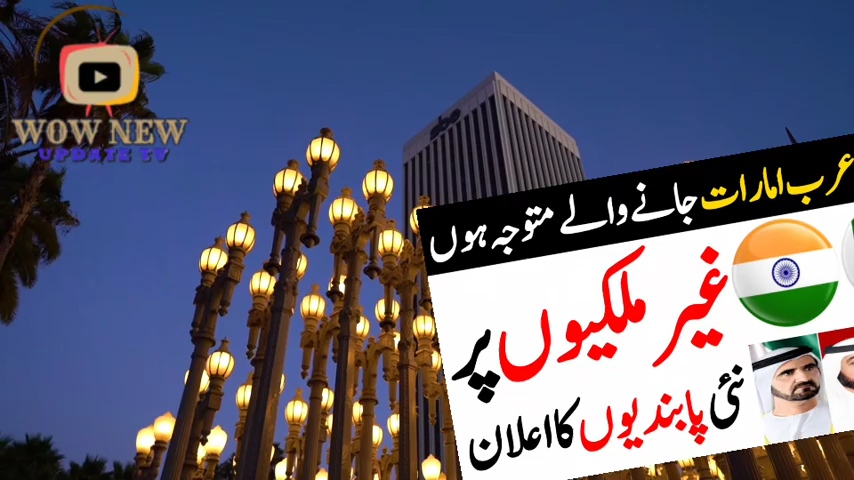 WOW NEW
UPDATE TV
عرب امارات جانے والے متوجہ ہوں
غیر ملکیوں پر
نئی پابندیوں کا اعلان